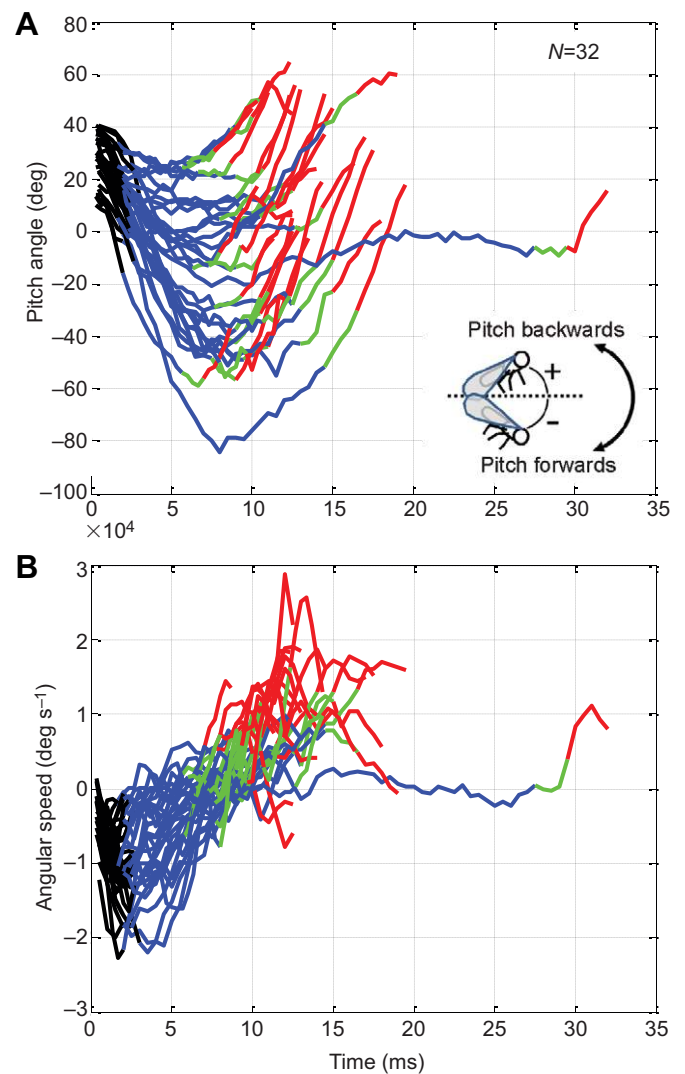 A
80
60
40
20
0
–20
–40
–60
–80
–100
Pitch angle (deg)
N=32
Pitch backwards
+
–
Pitch forwards
0 5 10 15 20 25 30 35
×10⁴
B
3
2
1
0
–1
–2
–3
Angular speed (deg s⁻¹)
0 5 10 15 20 25 30 35
Time (ms)